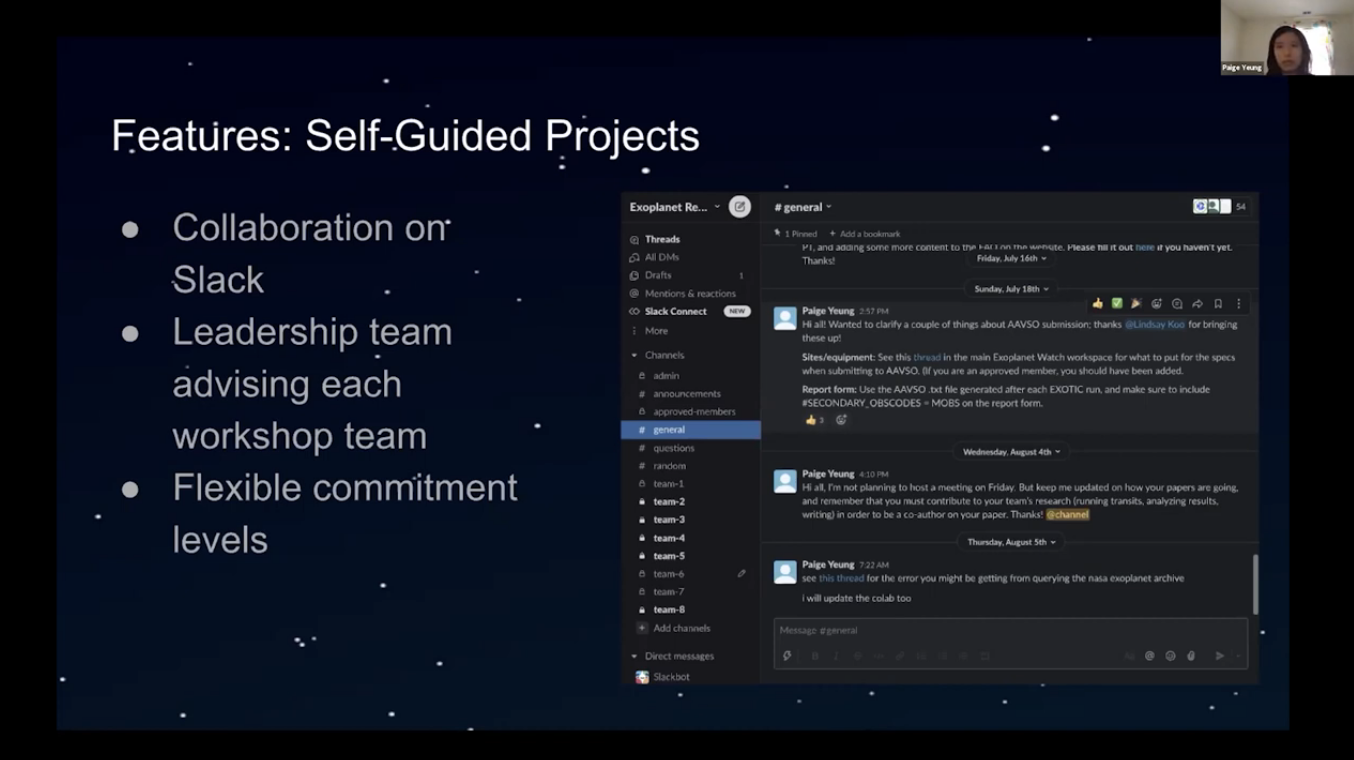 Paige Yeung
Features: Self-Guided Projects
● Collaboration on
Slack
● Leadership team
advising each
workshop team
● Flexible commitment
levels
Exoplanet Re...
Threads
All DMs
Drafts 1
Mentions & reactions
Slack Connect NEW
More
Channels
admin
# announcements
approved-members
# general
# questions
# random
team-1
team-2
team-3
team-4
team-5
team-6
team-7
team-8
+ Add channels
Direct messages
Slackbot
# general
54
1 Pinned + Add a bookmark
PT, and adding some more content to the FAQ on the website. Please fill it out here if you haven't yet.
Thanks!
Friday, July 16th
Sunday, July 18th
Paige Yeung 2:57 PM
Hi all! Wanted to clarify a couple of things about AAVSO submission; thanks @Lindsay Koo for bringing
these up!
Sites/equipment: See this thread in the main Exoplanet Watch workspace for what to put for the specs
when submitting to AAVSO. (If you are an approved member, you should have been added.
Report form: Use the AAVSO .txt file generated after each EXOTIC run, and make sure to include
#SECONDARY_OBSCODES = MOBS on the report form.
3
Wednesday, August 4th
Paige Yeung 4:10 PM
Hi all, I'm not planning to host a meeting on Friday. But keep me updated on how your papers are going,
and remember that you must contribute to your team's research (running transits, analyzing results,
writing) in order to be a co-author on your paper. Thanks! @channel
Thursday, August 5th
Paige Yeung 7:22 AM
see this thread for the error you might be getting from querying the nasa exoplanet archive
i will update the colab too
Message #general